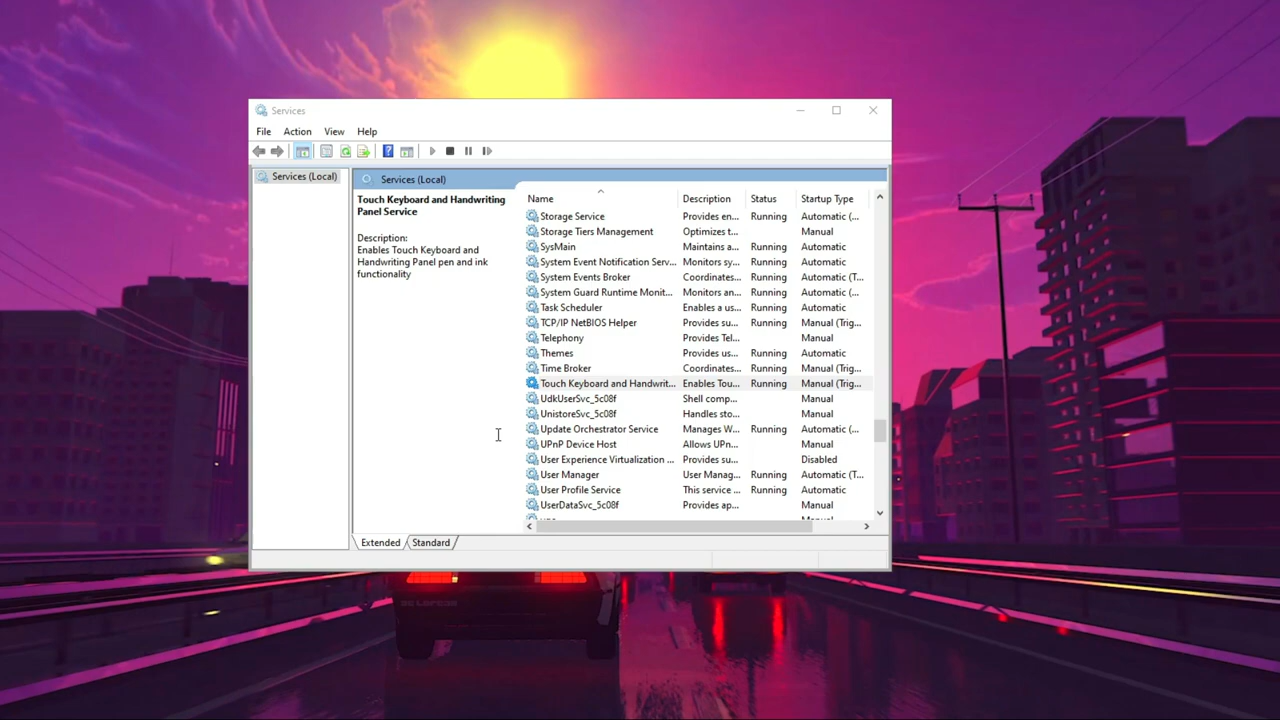 Services
File Action View Help
Services (Local)
Services (Local)
Touch Keyboard and Handwriting
Panel Service
Description:
Enables Touch Keyboard and
Handwriting Panel pen and ink
functionality
Name Description Status Startup Type
Storage Service Provides en... Running Automatic (...
Storage Tiers Management Optimizes t... Manual
SysMain Maintains a... Running Automatic
System Event Notification Serv... Monitors sy... Running Automatic
System Events Broker Coordinates... Running Automatic (T...
System Guard Runtime Monit... Monitors an... Running Automatic (...
Task Scheduler Enables a us... Running Automatic
TCP/IP NetBIOS Helper Provides su... Running Manual (Trig...
Telephony Provides Tel... Manual
Themes Provides us... Running Automatic
Time Broker Coordinates... Running Manual (Trig...
Touch Keyboard and Handwrit... Enables Tou... Running Manual (Trig...
UdkUserSvc_5c08f Shell comp... Manual
UnistoreSvc_5c08f Handles sto... Manual
Update Orchestrator Service Manages W... Running Automatic (...
UPnP Device Host Allows UPn... Manual
User Experience Virtualization ... Provides su... Disabled
User Manager User Manag... Running Automatic (T...
User Profile Service This service ... Running Automatic
UserDataSvc_5c08f Provides ap... Manual
Extended Standard